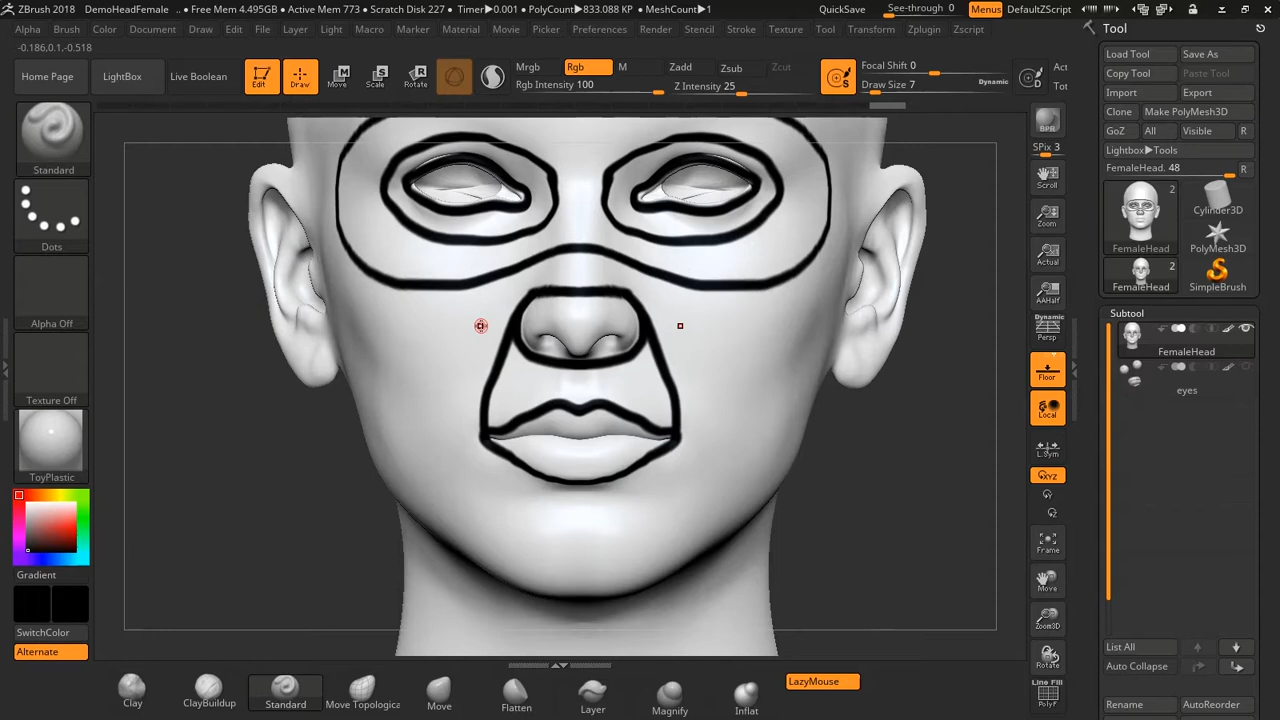 ZBrush 2018 DemoHeadFemale .. • Free Mem 4.495GB • Active Mem 773 • Scratch Disk 227 • Timer▶0.001 • PolyCount▶833.088 KP • MeshCount▶1 QuickSave See-through 0 Menus DefaultZScript
Alpha Brush Color Document Draw Edit File Layer Light Macro Marker Material Movie Picker Preferences Render Stencil Stroke Texture Tool Transform Zplugin Zscript
-0.186,0.1,-0.518
Home Page LightBox Live Boolean Edit Draw Move Scale Rotate
Mrgb Rgb M Zadd Zsub Zcut
Rgb Intensity 100 Z Intensity 25
Focal Shift 0
Draw Size 7 Dynamic
Act
Tot
Standard
Dots
Alpha Off
Texture Off
ToyPlastic
Gradient
SwitchColor
Alternate
BPR
SPix 3
Scroll
Zoom
Actual
AAHalf
Dynamic
Persp
Floor
Local
L.Sym
XYZ
Frame
Move
Zoom3D
Rotate
Line Fill
PolyF
Tool
Load Tool Save As
Copy Tool Paste Tool
Import Export
Clone Make PolyMesh3D
GoZ All Visible R
Lightbox▶Tools
FemaleHead. 48 R
2
FemaleHead
Cylinder3D
PolyMesh3D
2
FemaleHead
SimpleBrush
Subtool
FemaleHead
eyes
List All
Auto Collapse
Rename AutoReorder
Clay ClayBuildup Standard Move Topologica Move Flatten Layer Magnify Inflat
LazyMouse